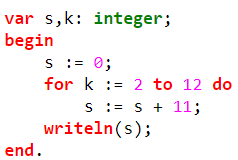 var s,k: integer;
begin
    s := 0;
    for k := 2 to 12 do
        s := s + 11;
    writeln(s);
end.